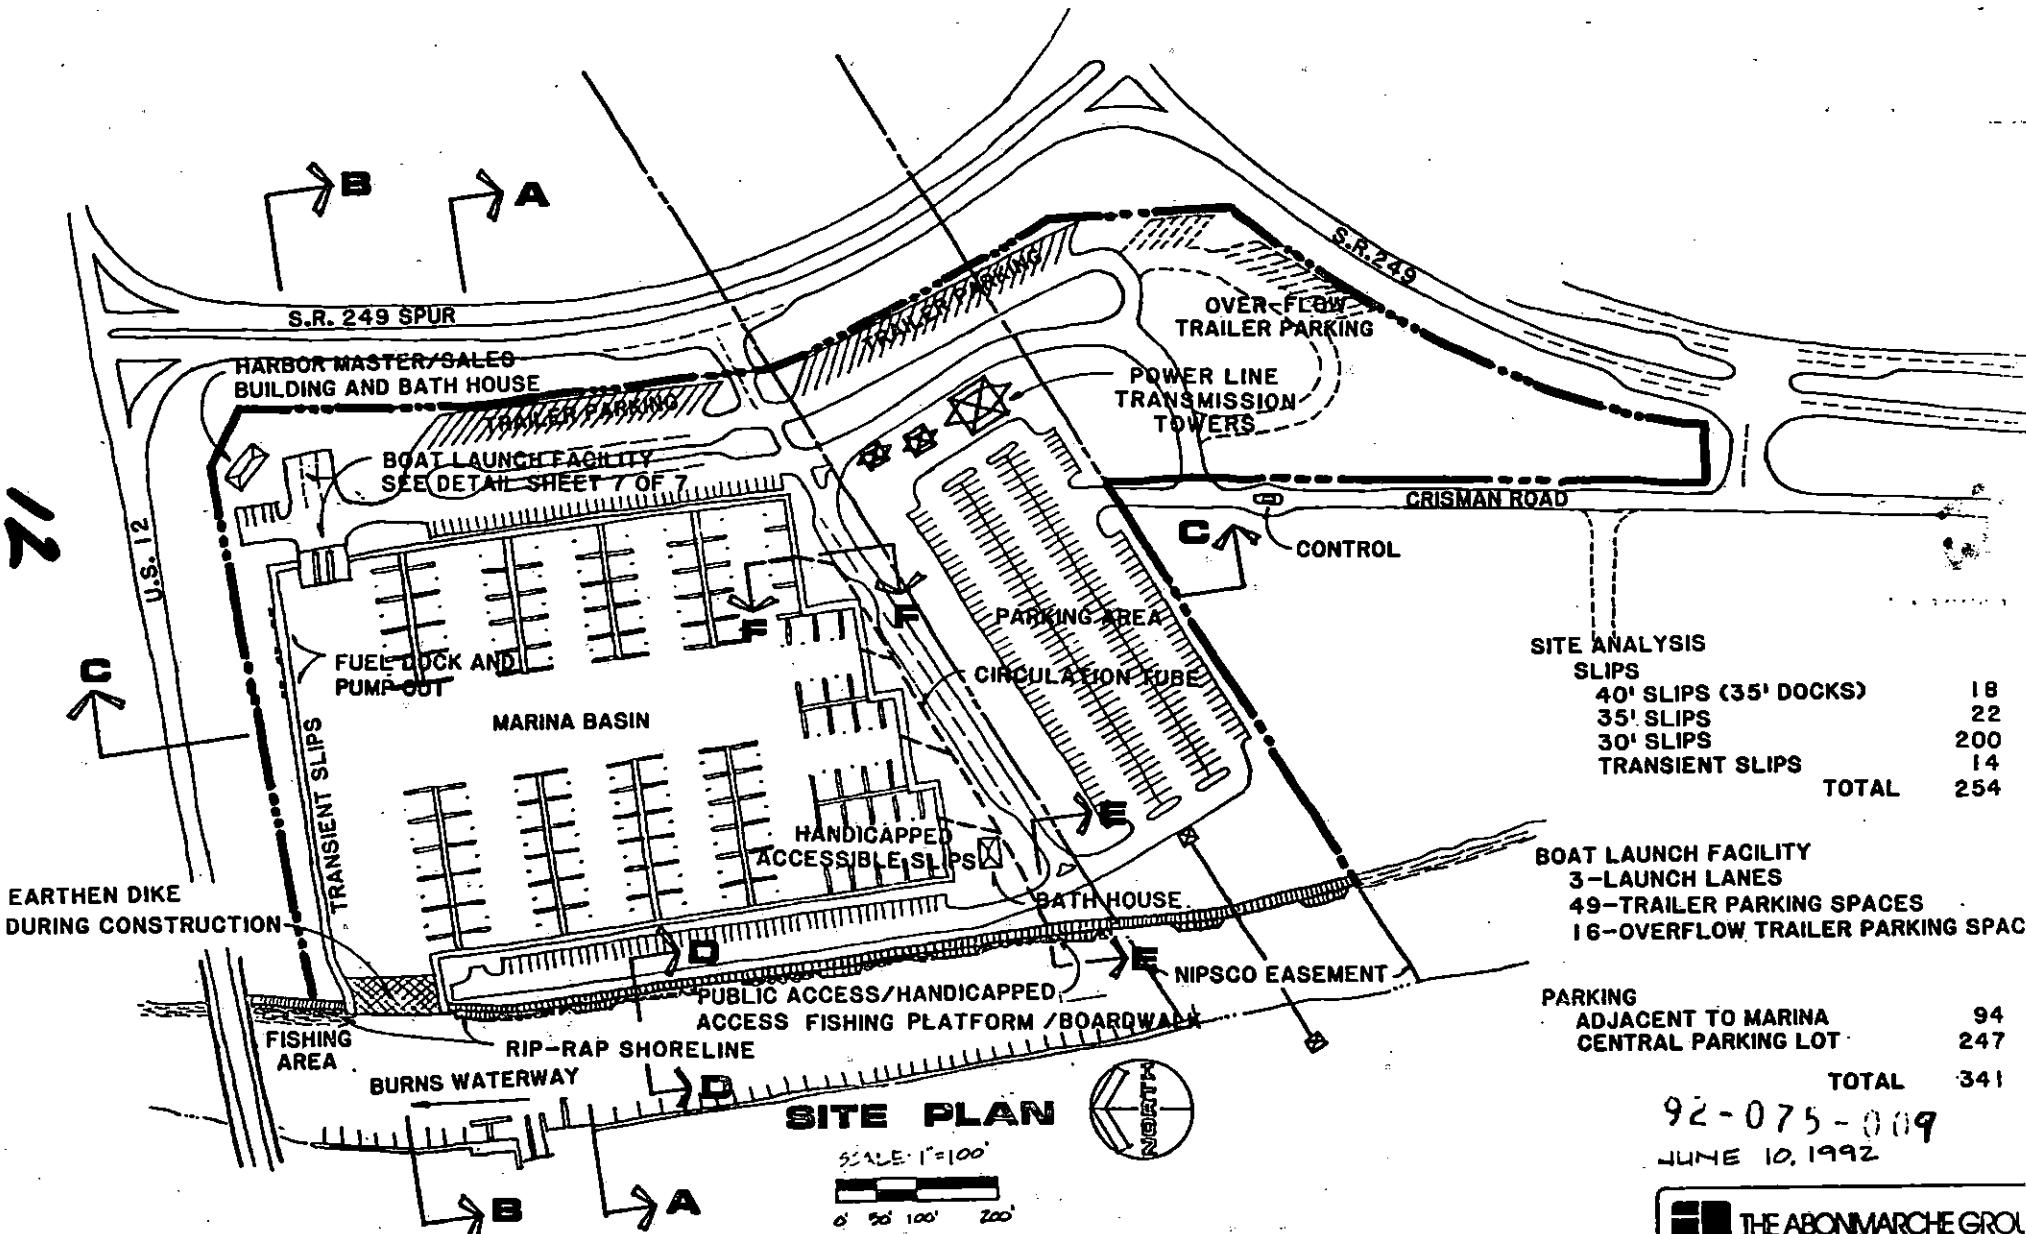 B
A
S.R. 249 SPUR
S.R.249
HARBOR MASTER/SALES
BUILDING AND BATH HOUSE
TRAILER PARKING
TRAILER PARKING
OVER-FLOW
TRAILER PARKING
POWER LINE
TRANSMISSION
TOWERS
BOAT LAUNCH FACILITY
SEE DETAIL SHEET 7 OF 7
21
U.S. 12
CRISMAN ROAD
C
CONTROL
F
F
PARKING AREA
C
FUEL DOCK AND
PUMP-OUT
CIRCULATION TUBE
MARINA BASIN
TRANSIENT SLIPS
SITE ANALYSIS
SLIPS
40' SLIPS (35' DOCKS) 18
35' SLIPS 22
30' SLIPS 200
TRANSIENT SLIPS 14
TOTAL 254
E
HANDICAPPED
ACCESSIBLE SLIPS
BATH HOUSE
EARTHEN DIKE
DURING CONSTRUCTION
BOAT LAUNCH FACILITY
3-LAUNCH LANES
49-TRAILER PARKING SPACES
16-OVERFLOW TRAILER PARKING SPAC
D
E
NIPSCO EASEMENT
PUBLIC ACCESS/HANDICAPPED
ACCESS FISHING PLATFORM /BOARDWALK
PARKING
ADJACENT TO MARINA 94
CENTRAL PARKING LOT 247
TOTAL 341
FISHING
AREA
RIP-RAP SHORELINE
BURNS WATERWAY
D
SITE PLAN
NORTH
SCALE: 1"=100'
0' 50' 100' 200'
B
A
92-075-009
JUNE 10, 1992
THE ABONMARCHE GROU